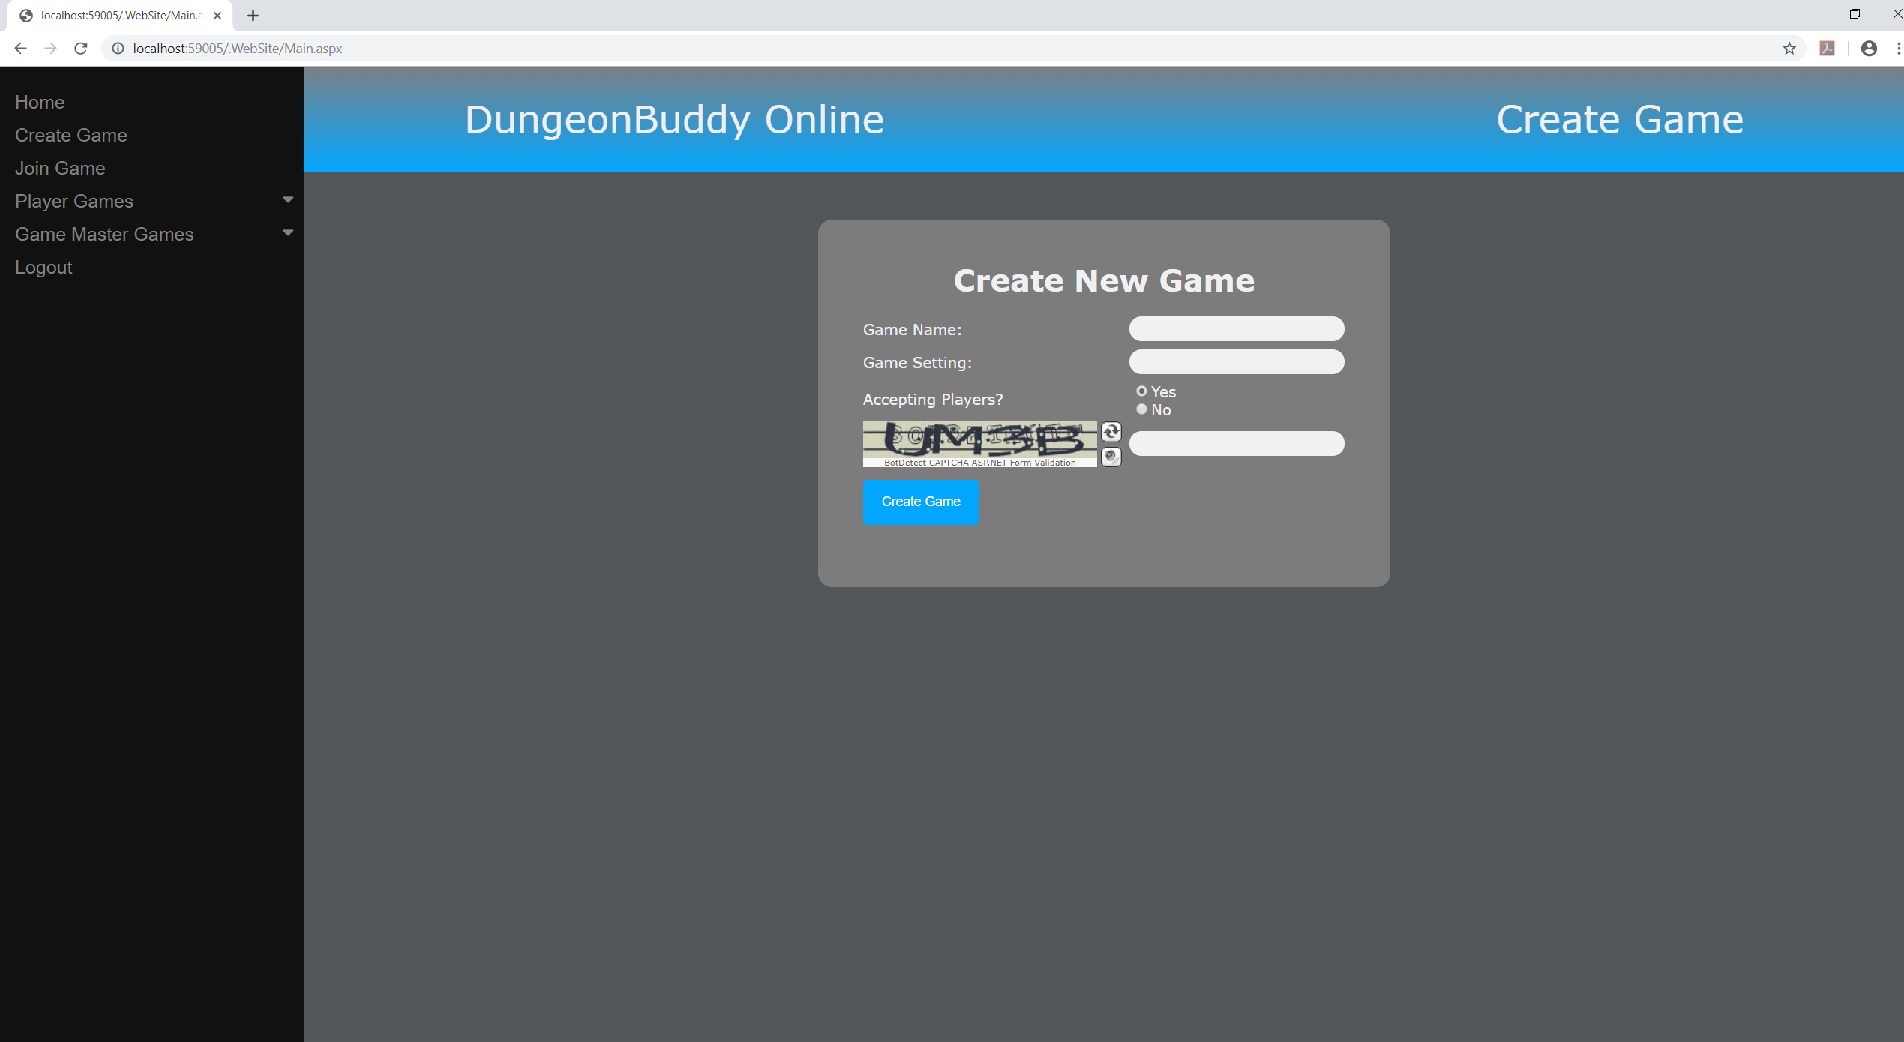 localhost:59005/.WebSite/Main.a
localhost:59005/.WebSite/Main.aspx
Home
Create Game
Join Game
Player Games
Game Master Games
Logout
DungeonBuddy Online
Create Game
Create New Game
Game Name:
Game Setting:
Accepting Players?
Yes
No
UM3B
BotDetect CAPTCHA ASP.NET Form Validation
Create Game